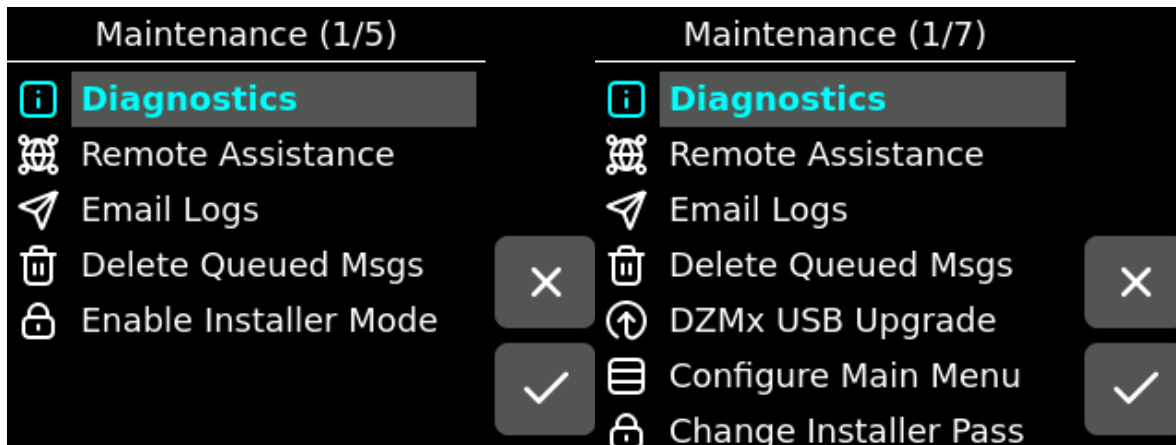 Maintenance (1/5)
Diagnostics
Remote Assistance
Email Logs
Delete Queued Msgs
Enable Installer Mode
Maintenance (1/7)
Diagnostics
Remote Assistance
Email Logs
Delete Queued Msgs
DZMx USB Upgrade
Configure Main Menu
Change Installer Pass